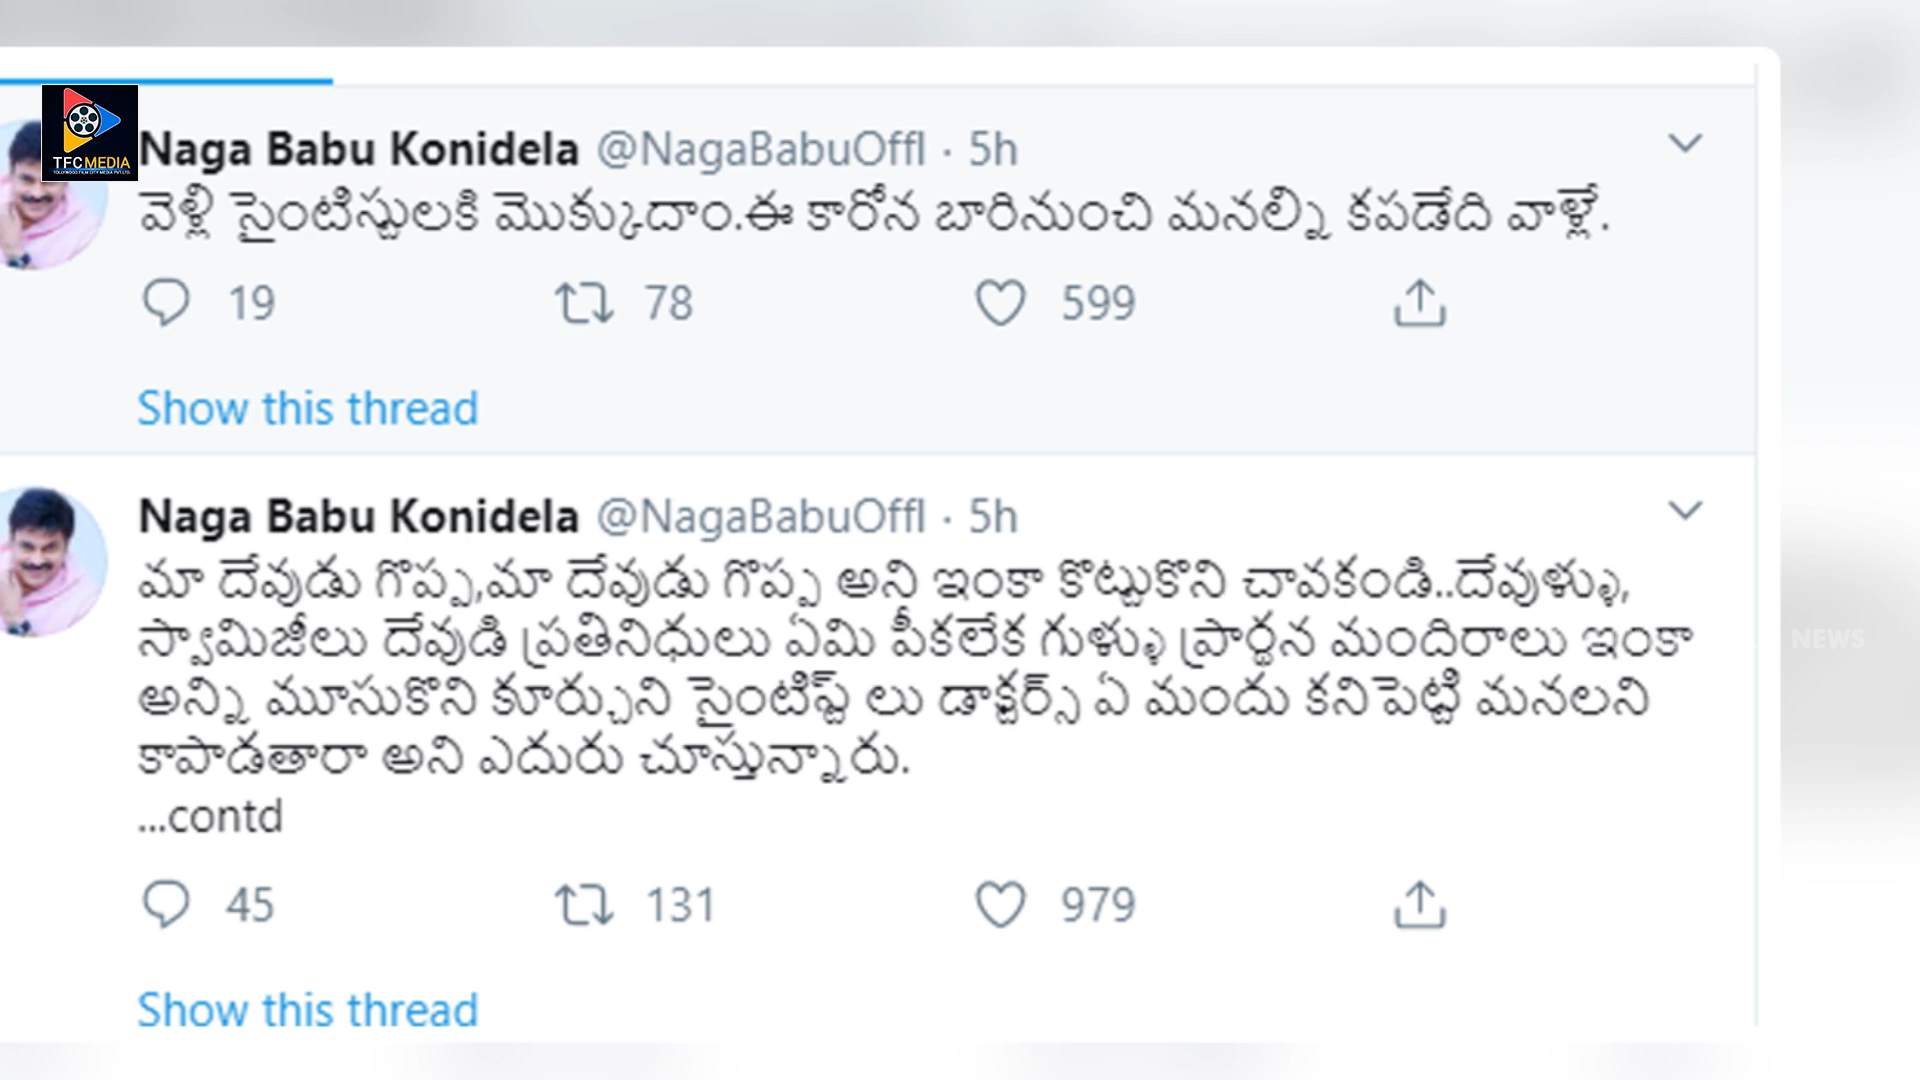 TFCMEDIA
Naga Babu Konidela @NagaBabuOffl · 5h
వెళ్లి సైంటిస్టులకి మొక్కుదాం.ఈ కారోన బారినుంచి మనల్ని కపడేది వాళ్లే.
19 78 599
Show this thread
Naga Babu Konidela @NagaBabuOffl · 5h
మా దేవుడు గొప్ప,మా దేవుడు గొప్ప అని ఇంకా కొట్టుకొని చావకండి..దేవుళ్ళు,
స్వామిజీలు దేవుడి ప్రతినిధులు ఏమి పీకలేక గుళ్ళు ప్రార్థన మందిరాలు ఇంకా
అన్ని మూసుకొని కూర్చుని సైంటిష్ట్ లు డాక్టర్స్ ఏ మందు కనిపెట్టి మనలని
కాపాడతారా అని ఎదురు చూస్తున్నారు.
...contd
45 131 979
Show this thread
NEWS